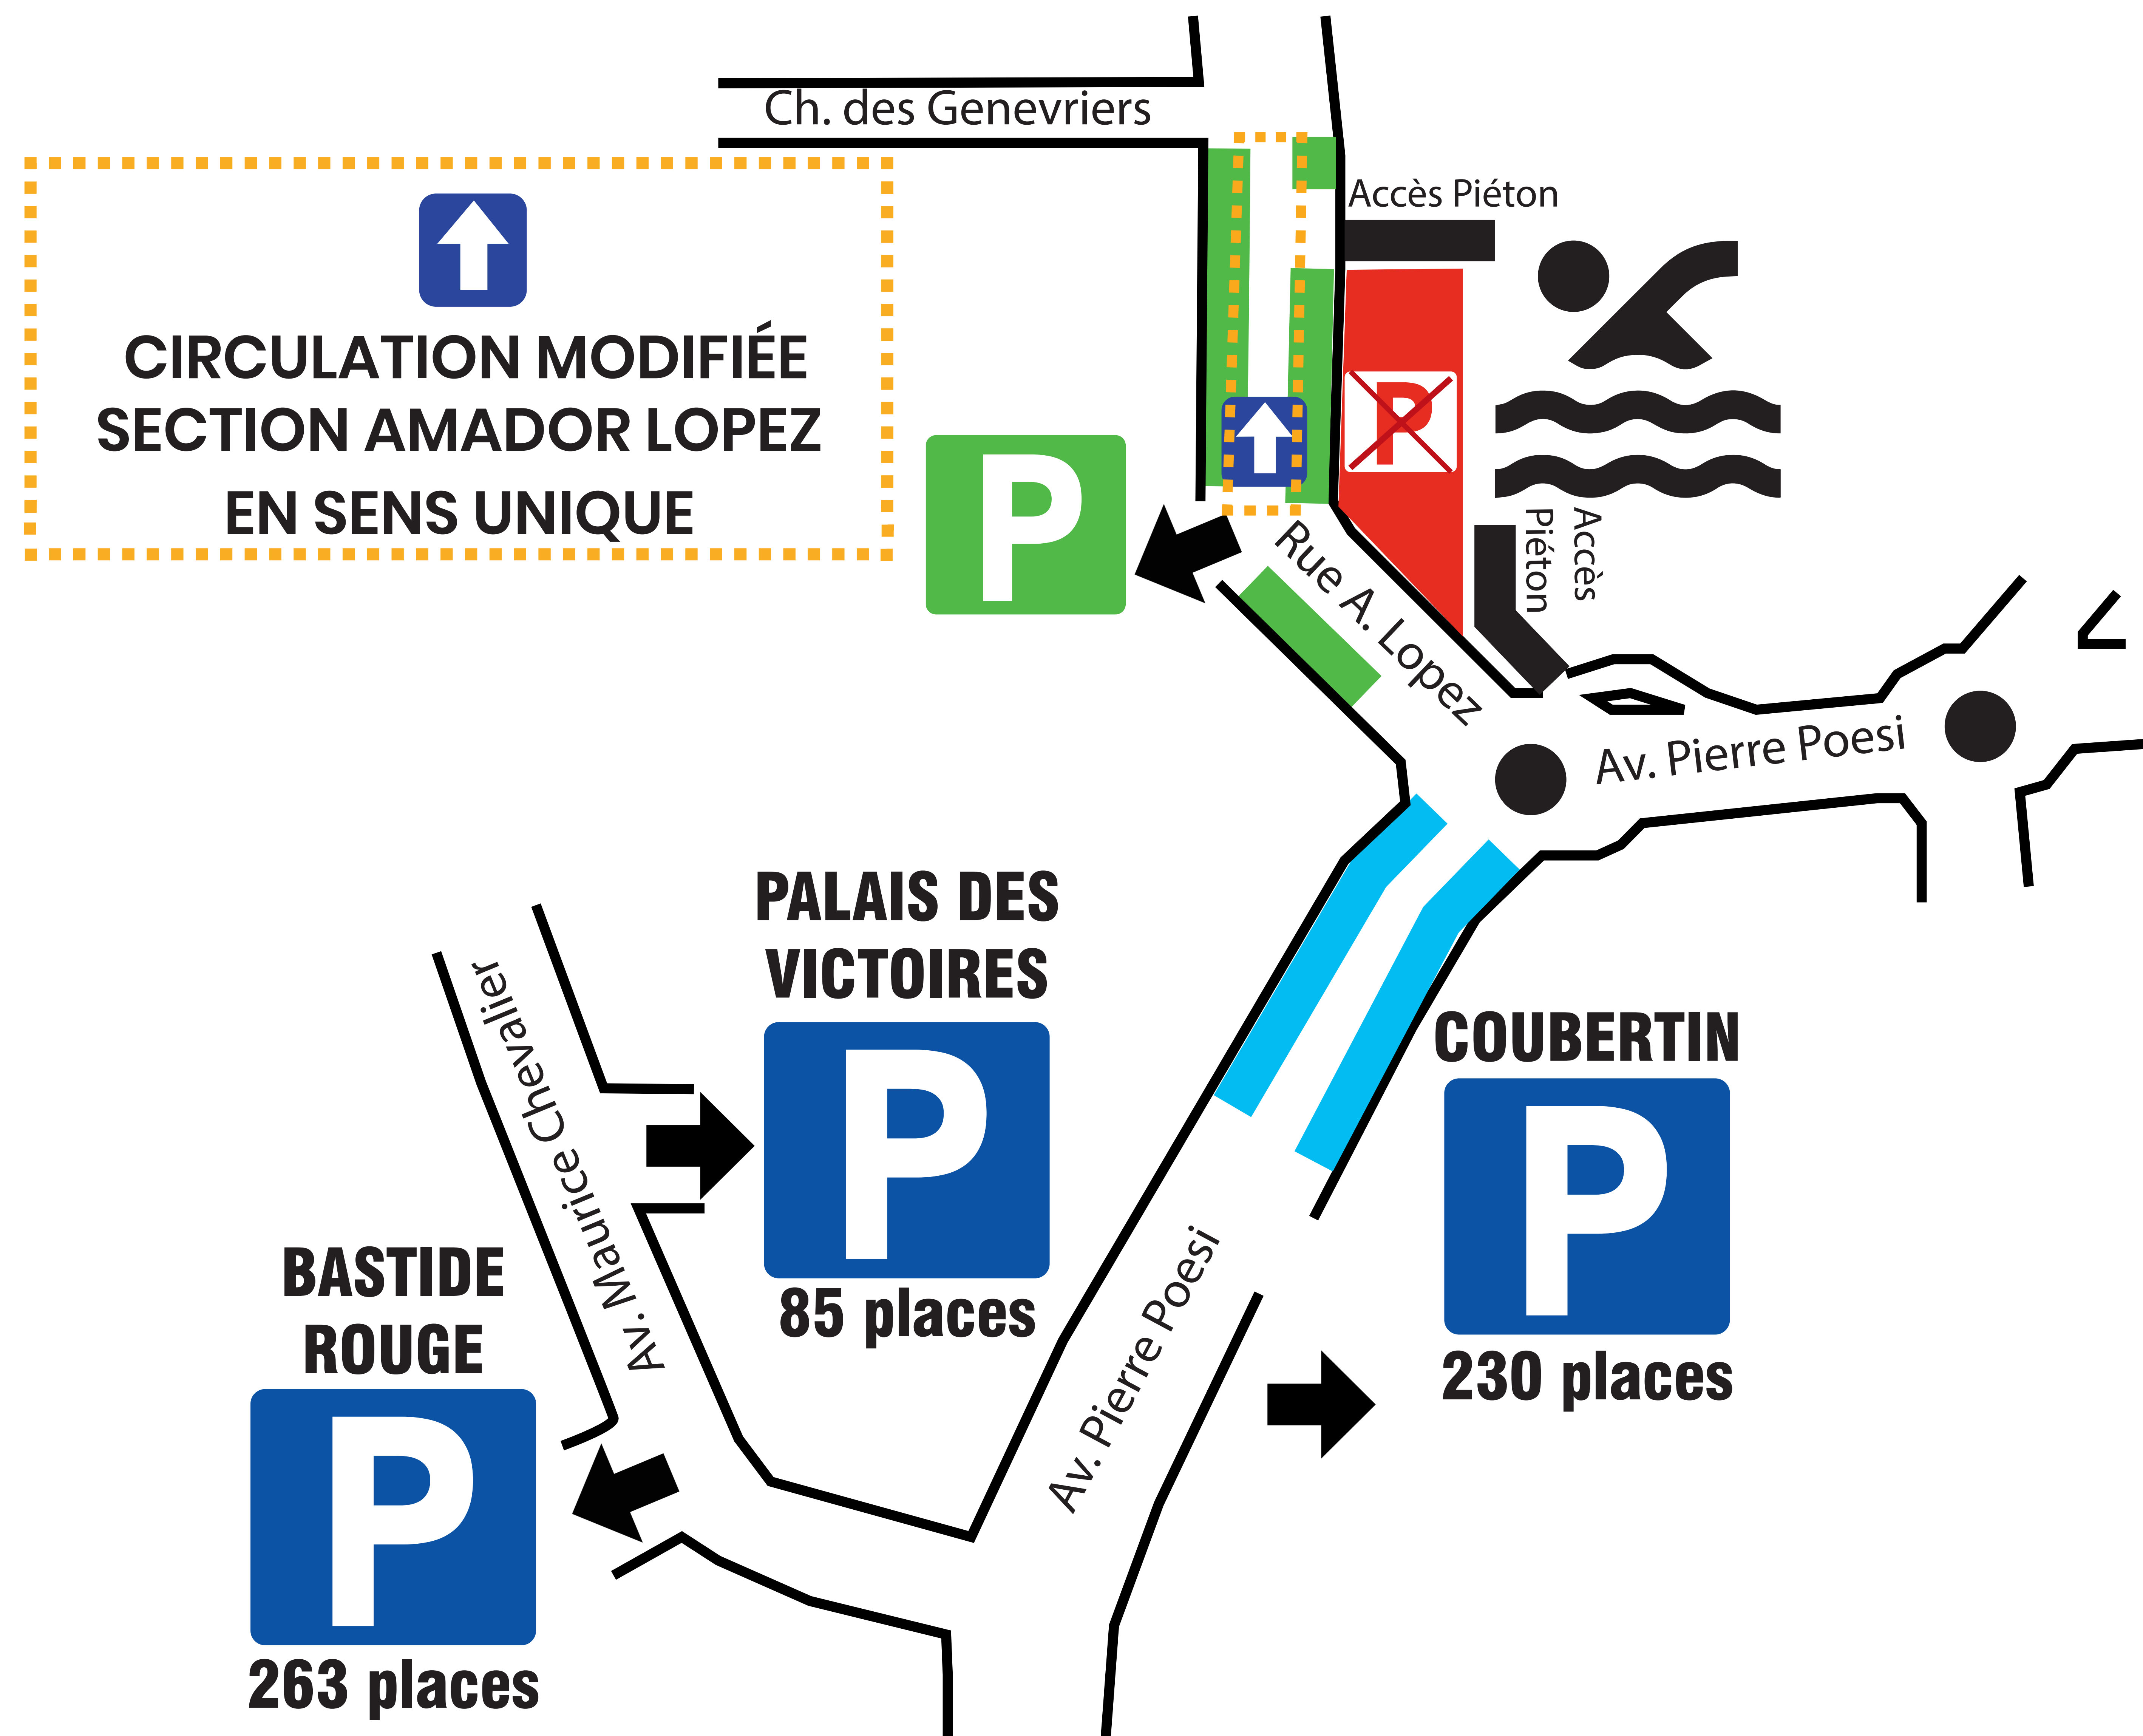 Ch. des Genevriers
Accès Piéton
CIRCULATION MODIFIÉE
SECTION AMADOR LOPEZ
EN SENS UNIQUE
P
P
Accès
Piéton
Rue A. Lopez
Av. Pierre Poesi
PALAIS DES
VICTOIRES
P
85 places
COUBERTIN
P
230 places
Av. Maurice Chevalier
Av. Pierre Poesi
BASTIDE
ROUGE
P
263 places